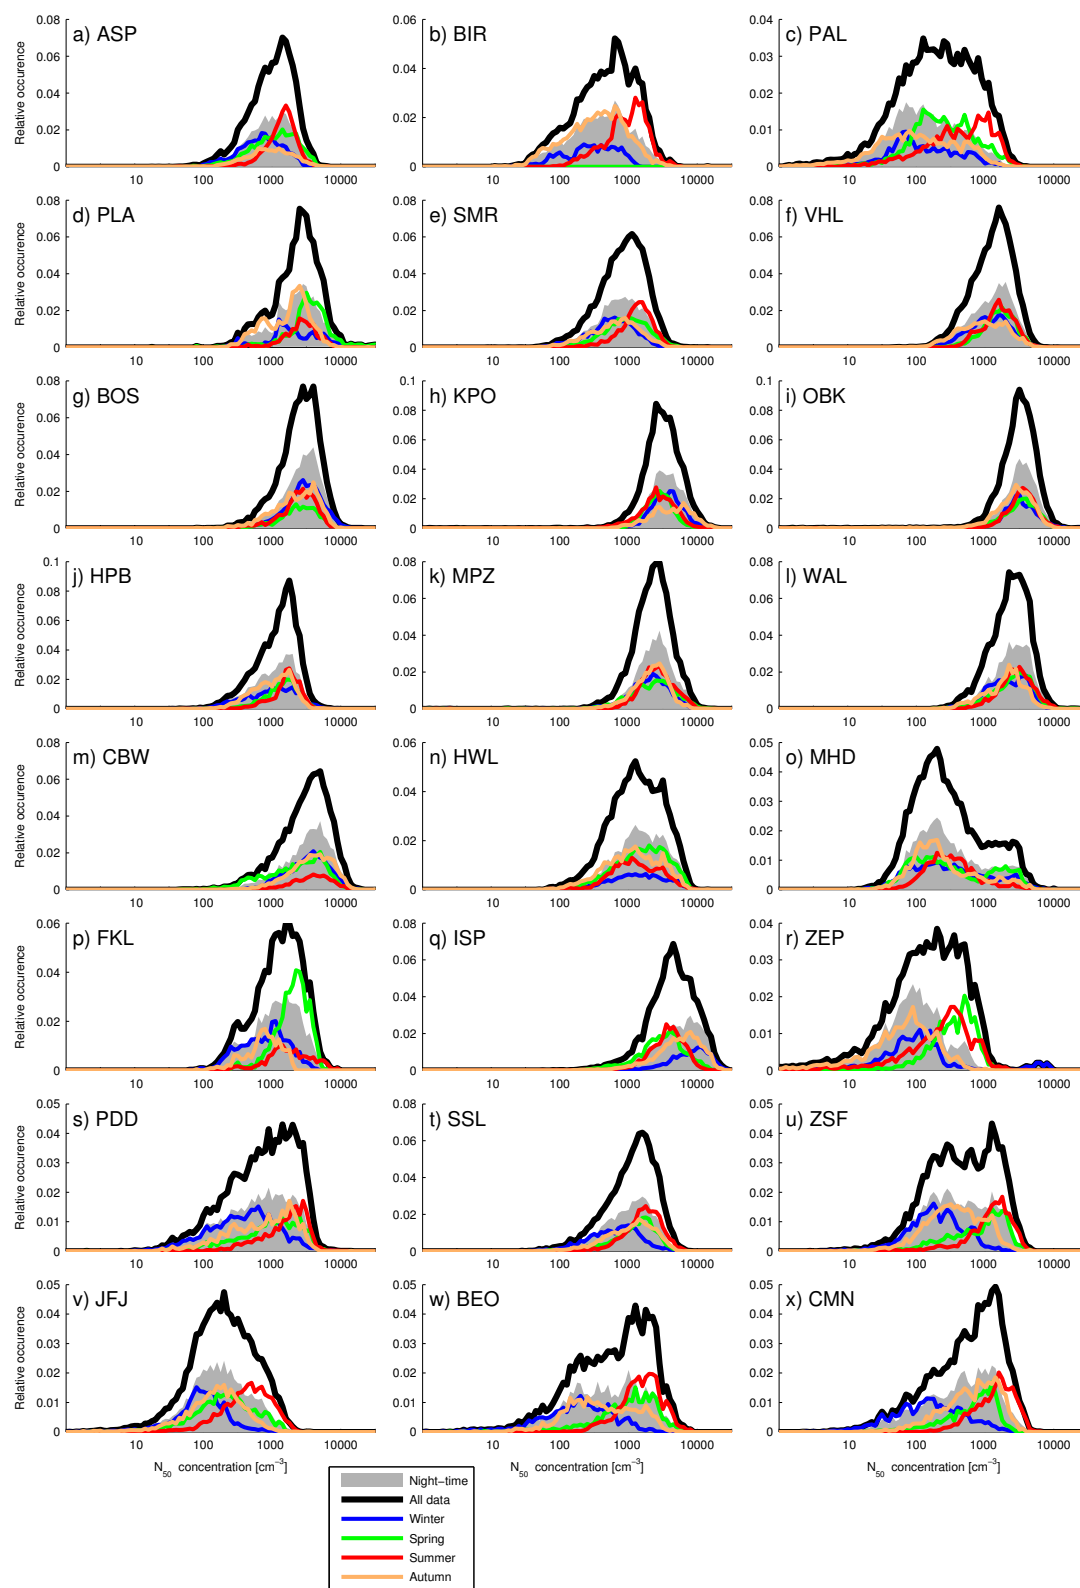 a) ASP
b) BIR
c) PAL
Relative occurence
0.08
0.06
0.04
0.02
0
0.06
0.04
0.02
0
0.04
0.03
0.02
0.01
0
10 100 1000 10000
10 100 1000 10000
10 100 1000 10000
d) PLA
e) SMR
f) VHL
Relative occurence
0.08
0.06
0.04
0.02
0
0.08
0.06
0.04
0.02
0
0.08
0.06
0.04
0.02
0
10 100 1000 10000
10 100 1000 10000
10 100 1000 10000
g) BOS
h) KPO
i) OBK
Relative occurence
0.08
0.06
0.04
0.02
0
0.1
0.08
0.06
0.04
0.02
0
0.1
0.08
0.06
0.04
0.02
0
10 100 1000 10000
10 100 1000 10000
10 100 1000 10000
j) HPB
k) MPZ
l) WAL
Relative occurence
0.1
0.08
0.06
0.04
0.02
0
0.08
0.06
0.04
0.02
0
0.08
0.06
0.04
0.02
0
10 100 1000 10000
10 100 1000 10000
10 100 1000 10000
m) CBW
n) HWL
o) MHD
Relative occurence
0.08
0.06
0.04
0.02
0
0.06
0.04
0.02
0
0.05
0.04
0.03
0.02
0.01
0
10 100 1000 10000
10 100 1000 10000
10 100 1000 10000
p) FKL
q) ISP
r) ZEP
Relative occurence
0.06
0.04
0.02
0
0.08
0.06
0.04
0.02
0
0.04
0.03
0.02
0.01
0
10 100 1000 10000
10 100 1000 10000
10 100 1000 10000
s) PDD
t) SSL
u) ZSF
Relative occurence
0.05
0.04
0.03
0.02
0.01
0
0.08
0.06
0.04
0.02
0
0.05
0.04
0.03
0.02
0.01
0
10 100 1000 10000
10 100 1000 10000
10 100 1000 10000
v) JFJ
w) BEO
x) CMN
Relative occurence
0.05
0.04
0.03
0.02
0.01
0
0.05
0.04
0.03
0.02
0.01
0
0.05
0.04
0.03
0.02
0.01
0
10 100 1000 10000
10 100 1000 10000
10 100 1000 10000
N₅₀ concentration [cm⁻³]
N₅₀ concentration [cm⁻³]
N₅₀ concentration [cm⁻³]
Night−time
All data
Winter
Spring
Summer
Autumn